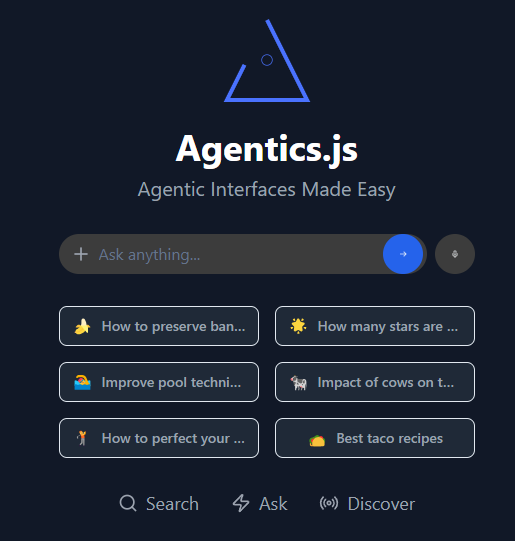 Agentics.js
Agentic Interfaces Made Easy
Ask anything...
How to preserve ban...
How many stars are ...
Improve pool techni...
Impact of cows on t...
How to perfect your ...
Best taco recipes
Search Ask Discover